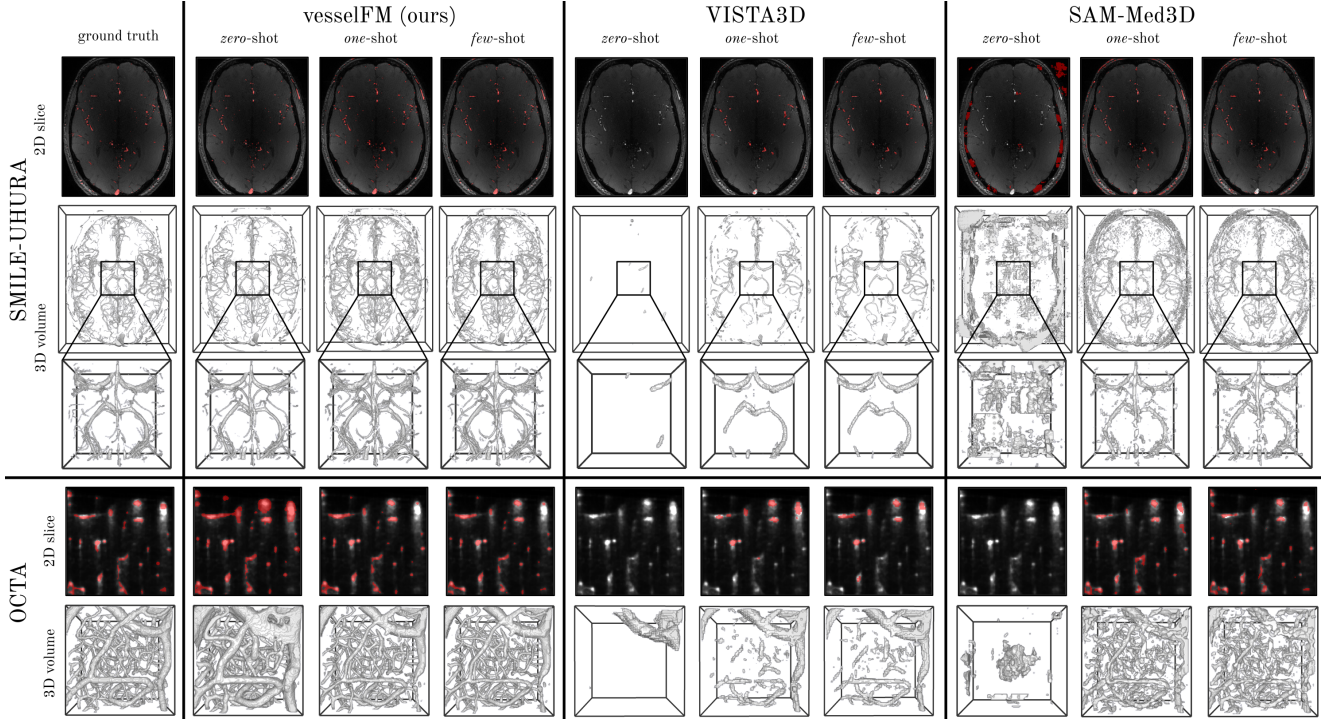 vesselFM (ours)
VISTA3D
SAM-Med3D
ground truth
zero-shot
one-shot
few-shot
zero-shot
one-shot
few-shot
zero-shot
one-shot
few-shot
SMILE-UHURA
2D slice
3D volume
OCTA
2D slice
3D volume